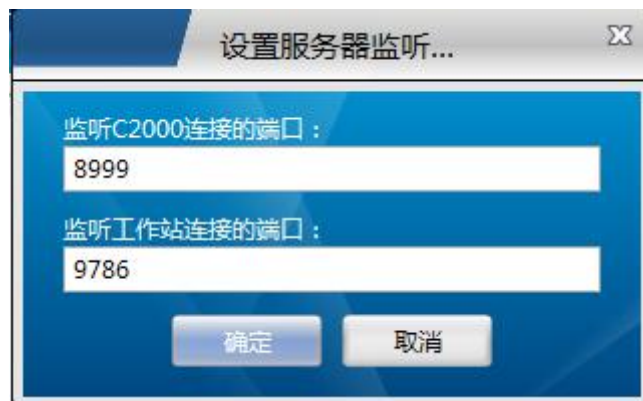 设置服务器监听...
监听C2000连接的端口：
8999
监听工作站连接的端口：
9786
确定 取消